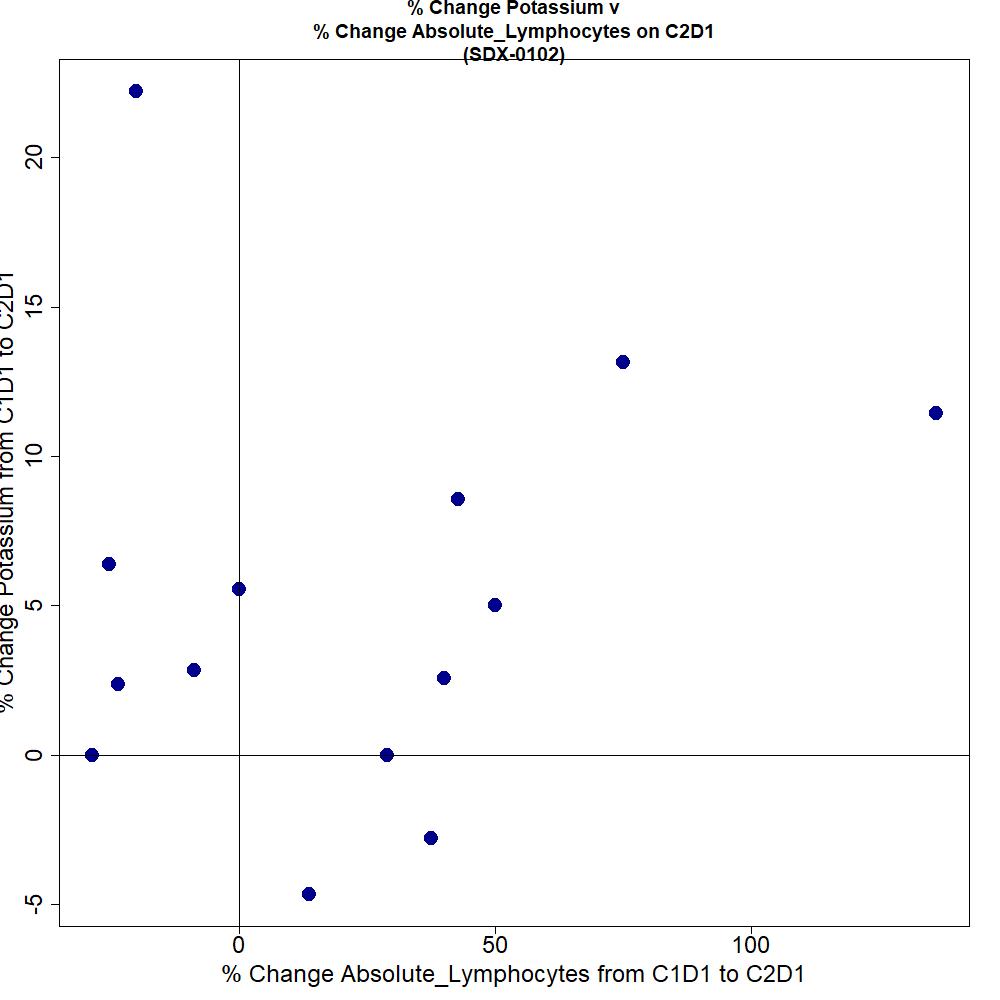 % Change Potassium v
% Change Absolute_Lymphocytes on C2D1
(SDX-0102)
% Change Potassium from C1D1 to C2D1
20
15
10
5
0
-5
0
50
100
% Change Absolute_Lymphocytes from C1D1 to C2D1